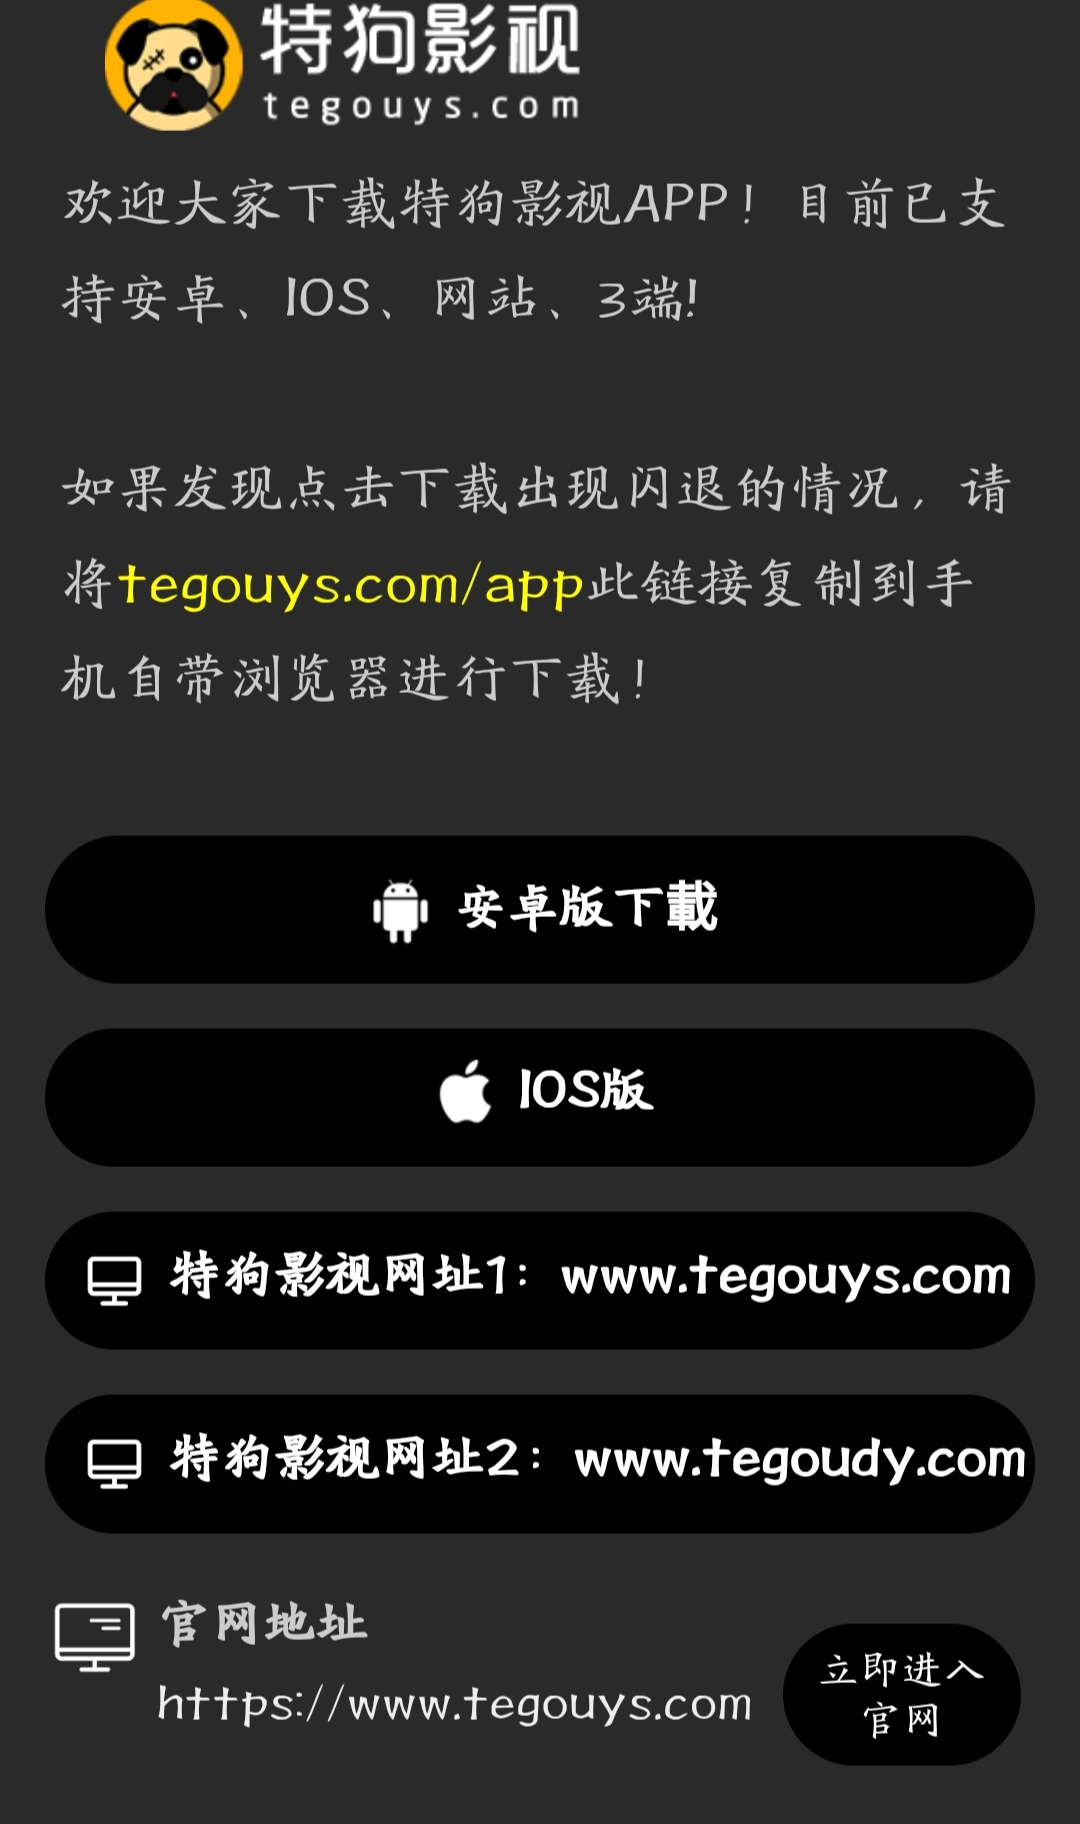 特狗影视
tegouys.com
欢迎大家下载特狗影视APP！目前已支
持安卓、IOS、网站、3端!
如果发现点击下载出现闪退的情况，请
将tegouys.com/app此链接复制到手
机自带浏览器进行下载！
安卓版下載
IOS版
特狗影视网址1：www.tegouys.com
特狗影视网址2：www.tegoudy.com
官网地址
https://www.tegouys.com
立即进入
官网